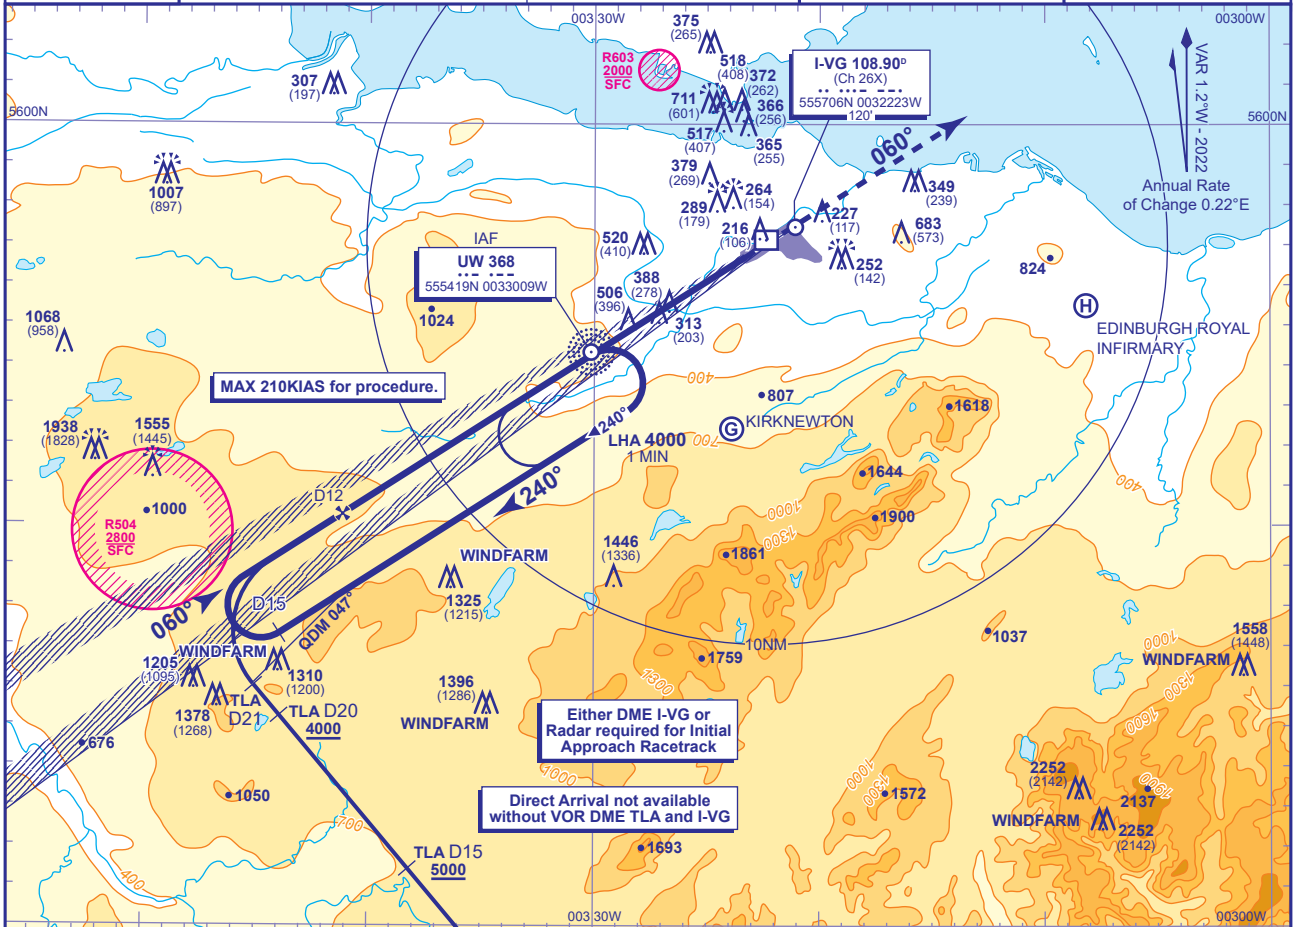 003 30W
00300W
375
(265)
R603
2000
SFC
518
(408)
372
(262)
I-VG 108.90ᴰ
(Ch 26X)
555706N 0032223W
120'
307
(197)
711
(601)
366
(256)
5600N
5600N
VAR 1.2°W - 2022
Annual Rate
of Change 0.22°E
517
(407)
365
(255)
060°
379
(269)
1007
(897)
264
(154)
289
(179)
349
(239)
227
(117)
683
(573)
216
(106)
520
(410)
252
(142)
824
IAF
UW 368
555419N 0033009W
388
(278)
506
(396)
313
(203)
1024
1068
(958)
EDINBURGH ROYAL
INFIRMARY
H
MAX 210KIAS for procedure.
400
807
1618
240°
LHA 4000
1 MIN
G
KIRKNEWTON
700
1938
(1828)
1555
(1445)
1644
240°
400
D12
1000
1000
1900
1300
R504
2800
SFC
1446
(1336)
1861
WINDFARM
1325
(1215)
D15
060°
QDM 047°
1037
1000
10NM
1558
(1448)
WINDFARM
WINDFARM
1205
(1095)
1310
(1200)
1759
1300
1300
1396
(1286)
WINDFARM
TLA
D21
1378
(1268)
TLA D20
4000
1600
Either DME I-VG or
Radar required for Initial
Approach Racetrack
676
1000
1000
1300
1900
2252
(2142)
2137
1050
1572
Direct Arrival not available
without VOR DME TLA and I-VG
WINDFARM
2252
(2142)
700
TLA D15
5000
1693
400
003 30W
00300W